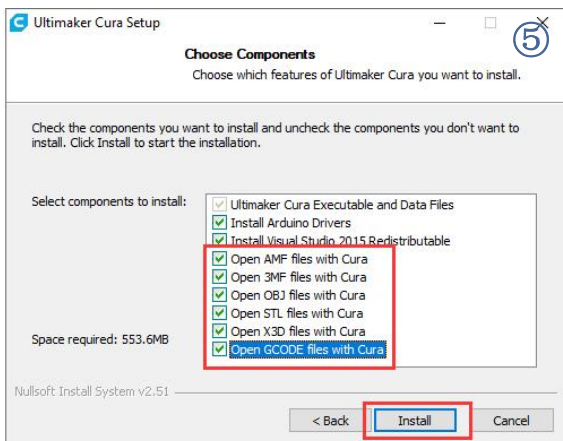 Ultimaker Cura Setup
⑤
Choose Components
Choose which features of Ultimaker Cura you want to install.
Check the components you want to install and uncheck the components you don't want to
install. Click Install to start the installation.
Select components to install:
Ultimaker Cura Executable and Data Files
Install Arduino Drivers
Install Visual Studio 2015 Redistributable
Open AMF files with Cura
Open 3MF files with Cura
Open OBJ files with Cura
Open STL files with Cura
Open X3D files with Cura
Open GCODE files with Cura
Space required: 553.6MB
Nullsoft Install System v2.51
< Back
Install
Cancel